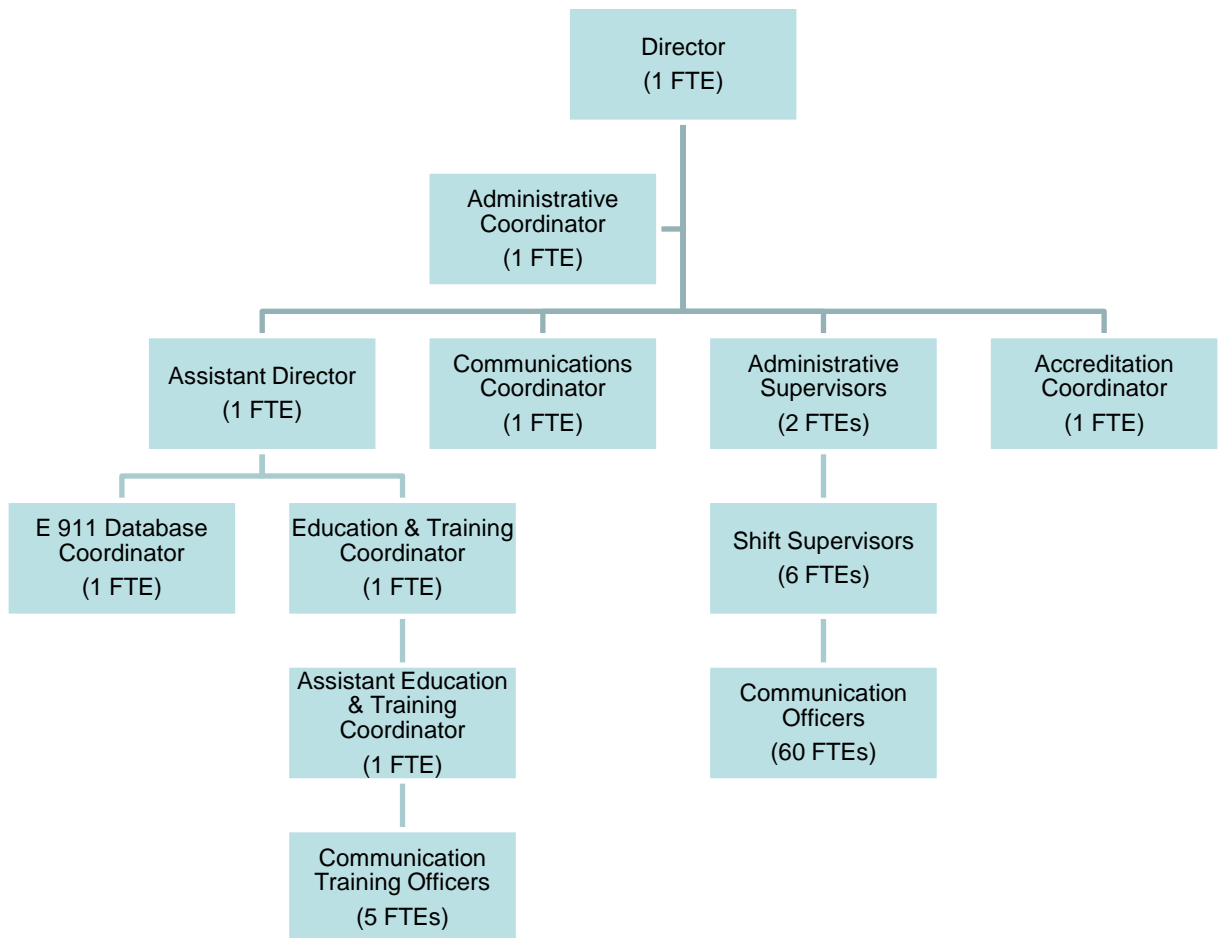 Director
(1 FTE)
Administrative
Coordinator
(1 FTE)
Assistant Director
(1 FTE)
Communications
Coordinator
(1 FTE)
Administrative
Supervisors
(2 FTEs)
Accreditation
Coordinator
(1 FTE)
E 911 Database
Coordinator
(1 FTE)
Education & Training
Coordinator
(1 FTE)
Shift Supervisors
(6 FTEs)
Assistant Education
& Training
Coordinator
(1 FTE)
Communication
Officers
(60 FTEs)
Communication
Training Officers
(5 FTEs)